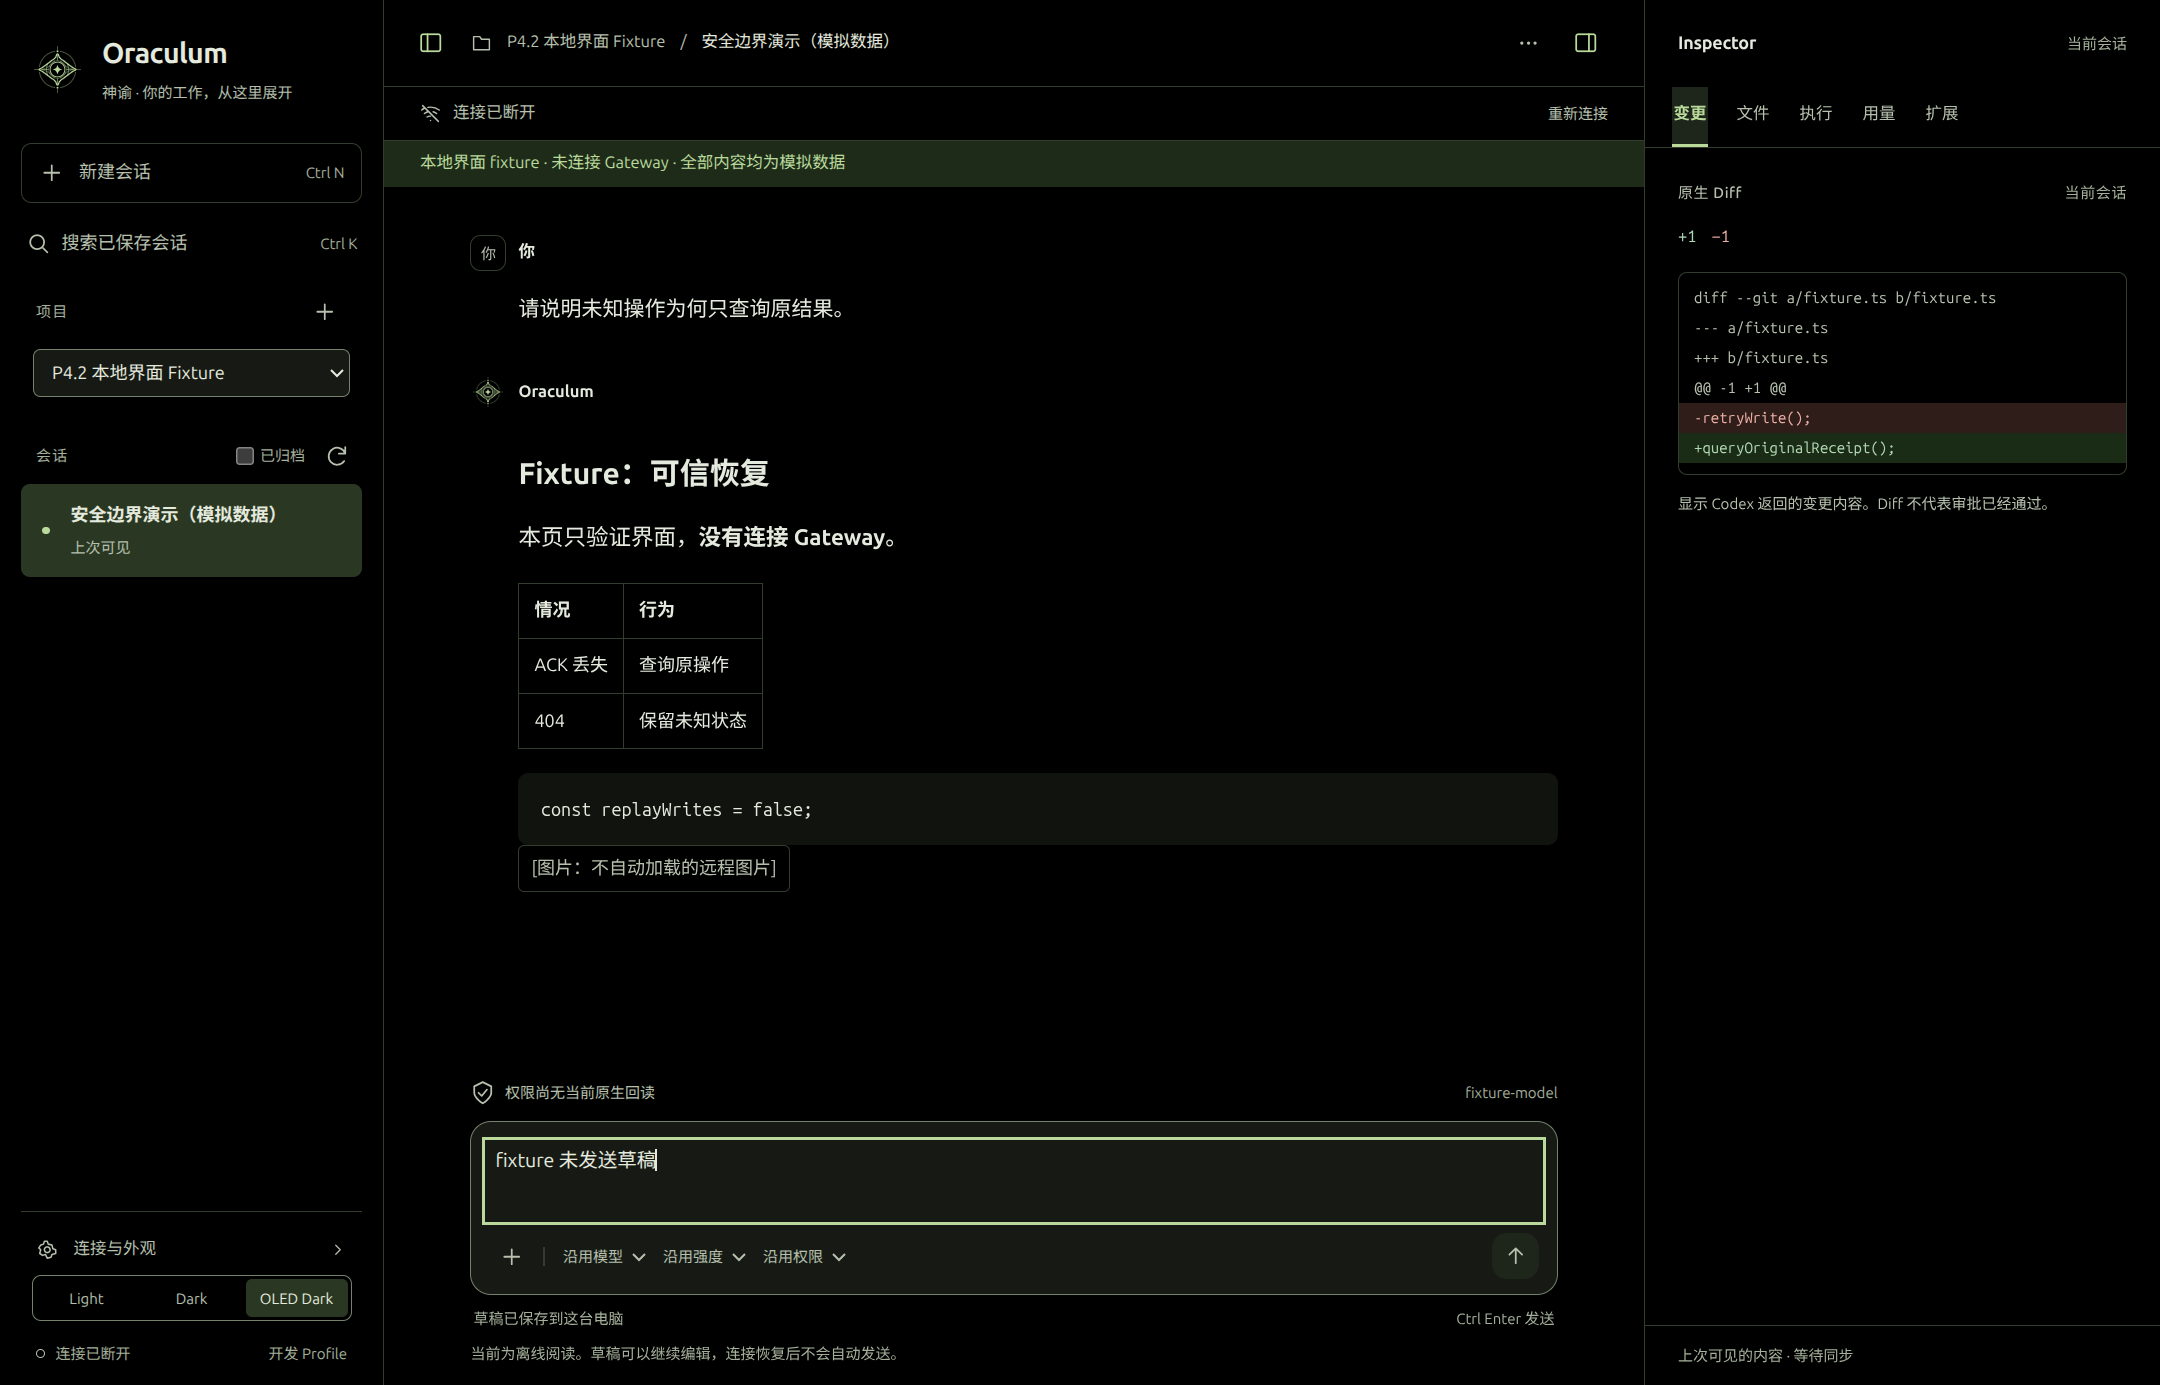 Oraculum
神谕 · 你的工作，从这里展开
新建会话 Ctrl N
搜索已保存会话 Ctrl K
项目
P4.2 本地界面 Fixture
会话 已归档
安全边界演示（模拟数据）
上次可见
连接与外观
Light Dark OLED Dark
连接已断开 开发 Profile
P4.2 本地界面 Fixture / 安全边界演示（模拟数据）
连接已断开 重新连接
本地界面 fixture · 未连接 Gateway · 全部内容均为模拟数据
你 你
请说明未知操作为何只查询原结果。
Oraculum
Fixture：可信恢复
本页只验证界面，没有连接 Gateway。
情况 行为
ACK 丢失 查询原操作
404 保留未知状态
const replayWrites = false;
[图片：不自动加载的远程图片]
权限尚无当前原生回读 fixture-model
fixture 未发送草稿
沿用模型 沿用强度 沿用权限
草稿已保存到这台电脑 Ctrl Enter 发送
当前为离线阅读。草稿可以继续编辑，连接恢复后不会自动发送。
Inspector 当前会话
变更 文件 执行 用量 扩展
原生 Diff 当前会话
+1 −1
diff --git a/fixture.ts b/fixture.ts
--- a/fixture.ts
+++ b/fixture.ts
@@ -1 +1 @@
-retryWrite();
+queryOriginalReceipt();
显示 Codex 返回的变更内容。Diff 不代表审批已经通过。
上次可见的内容 · 等待同步